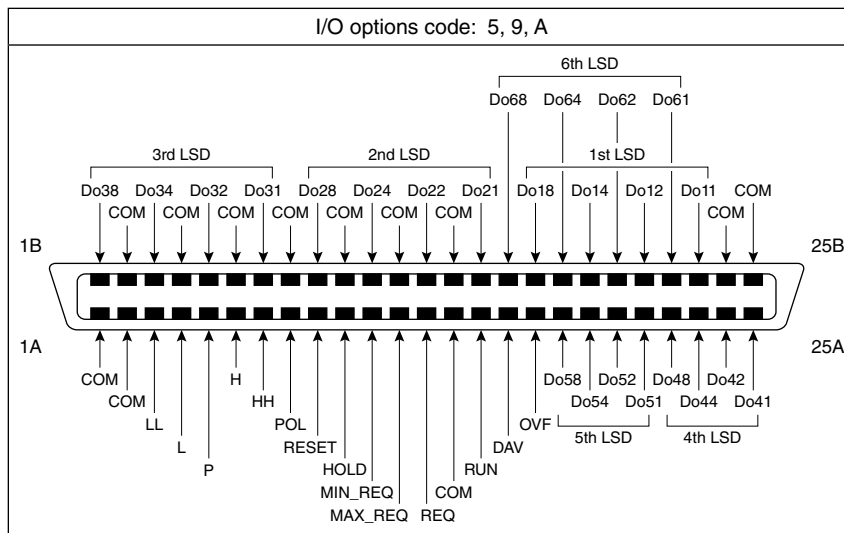 I/O options code: 5, 9, A
6th LSD
Do68 Do64 Do62 Do61
3rd LSD 2nd LSD 1st LSD
Do38 Do34 Do32 Do31 Do28 Do24 Do22 Do21 Do18 Do14 Do12 Do11 COM
COM COM COM COM COM COM COM COM
1B 25B
1A 25A
COM H Do58 Do52 Do48 Do42
COM HH Do54 Do51 Do44 Do41
LL POL OVF 5th LSD 4th LSD
L RESET DAV
P HOLD RUN
MIN_REQ COM
MAX_REQ REQ